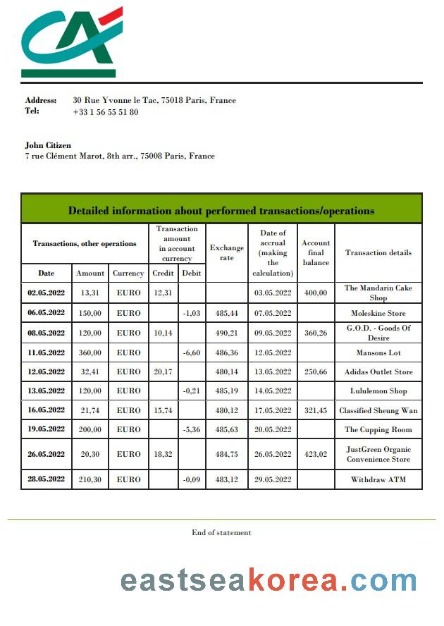 CA
Address: 30 Rue Yvonne le Tac, 75018 Paris, France
Tel: +33 1 56 55 51 80
John Citizen
7 rue Clément Marot, 8th arr., 75008 Paris, France
Detailed information about performed transactions/operations
Transactions, other operations | Transaction amount in account currency | Exchange rate | Date of accrual (making the calculation) | Account final balance | Transaction details
Date | Amount | Currency | Credit | Debit
02.05.2022 | 13,31 | EURO | 12,31 | | | 03.05.2022 | 400,00 | The Mandarin Cake Shop
06.05.2022 | 150,00 | EURO | | -1,03 | 485,44 | 07.05.2022 | | Moleskine Store
08.05.2022 | 120,00 | EURO | 10,14 | | 490,21 | 09.05.2022 | 360,26 | G.O.D. - Goods Of Desire
11.05.2022 | 360,00 | EURO | | -6,60 | 486,36 | 12.05.2022 | | Mansons Lot
12.05.2022 | 32,41 | EURO | 20,17 | | 480,14 | 13.05.2022 | 250,66 | Adidas Outlet Store
13.05.2022 | 120,00 | EURO | | -0,21 | 485,19 | 14.05.2022 | | Lululemon Shop
16.05.2022 | 21,74 | EURO | 15,74 | | 480,12 | 17.05.2022 | 321,45 | Classified Sheung Wan
19.05.2022 | 200,00 | EURO | | -5,36 | 485,63 | 20.05.2022 | | The Cupping Room
26.05.2022 | 20,30 | EURO | 18,32 | | 484,75 | 26.05.2022 | 423,02 | JustGreen Organic Convenience Store
28.05.2022 | 210,30 | EURO | | -0,09 | 483,12 | 29.05.2022 | | Withdraw ATM
End of statement
eastseakorea.com